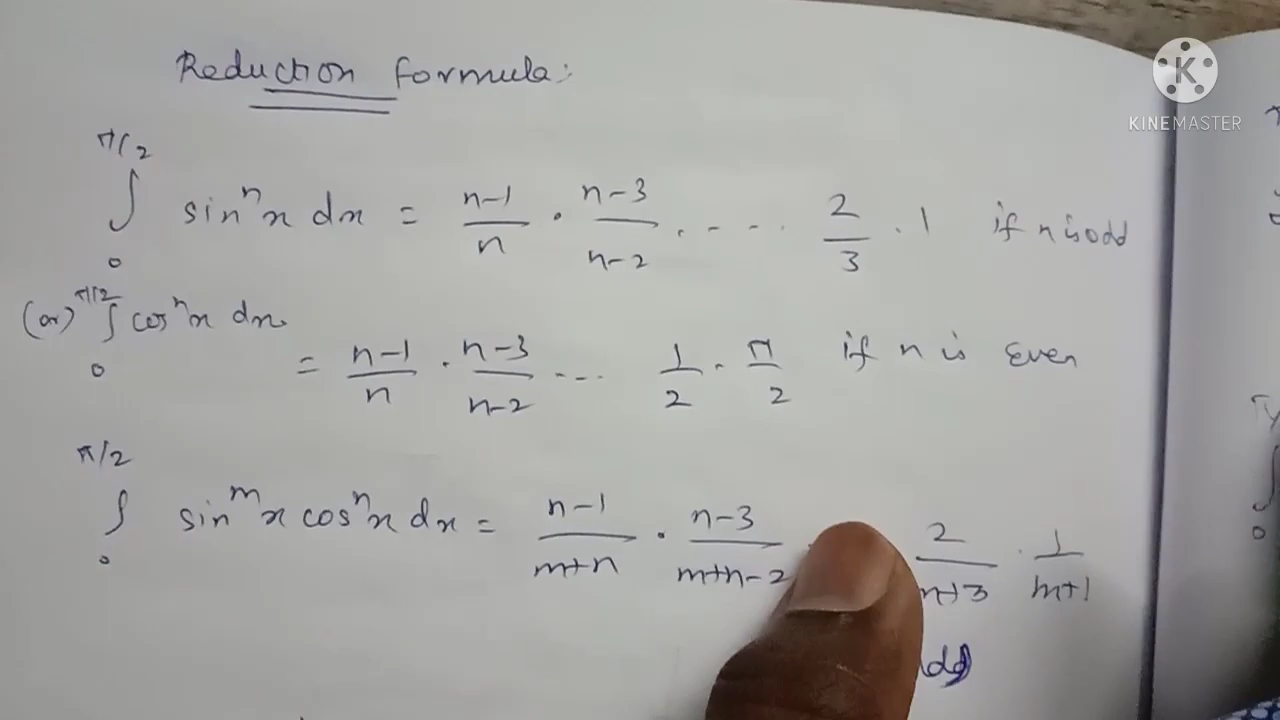 Reduction formula:
π/2
∫ sinⁿx dx = n-1/n · n-3/n-2 . - - - . . 2/3 . 1 if n is odd
0
(or) π/2 ∫ 0 cosⁿx dx.
= n-1/n · n-3/n-2 ... 1/2 · π/2 if n is even
π/2
∫ sinᵐx cosⁿx dx = n-1/m+n · n-3/m+n-2 2/+3 · 1/m+1
0
KINEMASTER